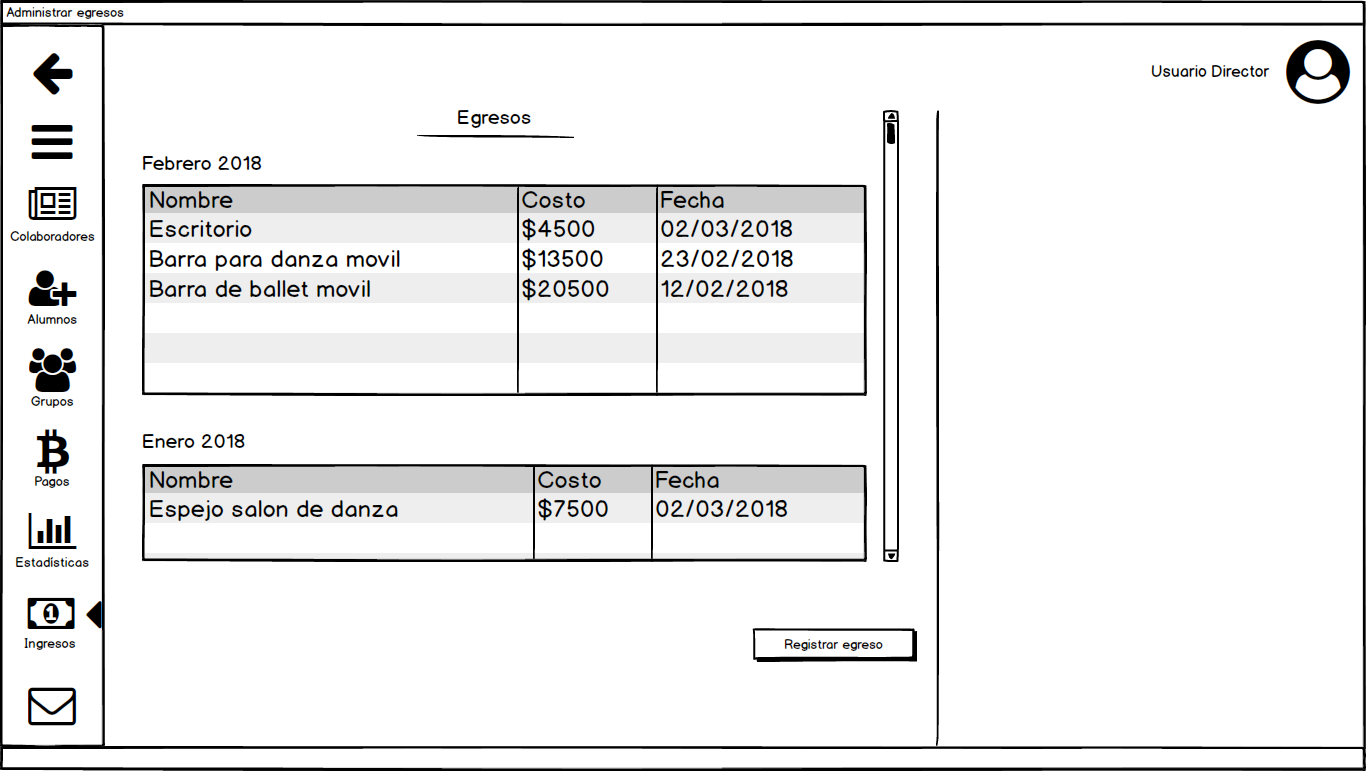 Administrar egresos
Usuario Director
Colaboradores
Alumnos
Grupos
Pagos
Estadísticas
1
Ingresos
Egresos
Febrero 2018
Nombre Costo Fecha
Escritorio $4500 02/03/2018
Barra para danza movil $13500 23/02/2018
Barra de ballet movil $20500 12/02/2018
Enero 2018
Nombre Costo Fecha
Espejo salon de danza $7500 02/03/2018
Registrar egreso